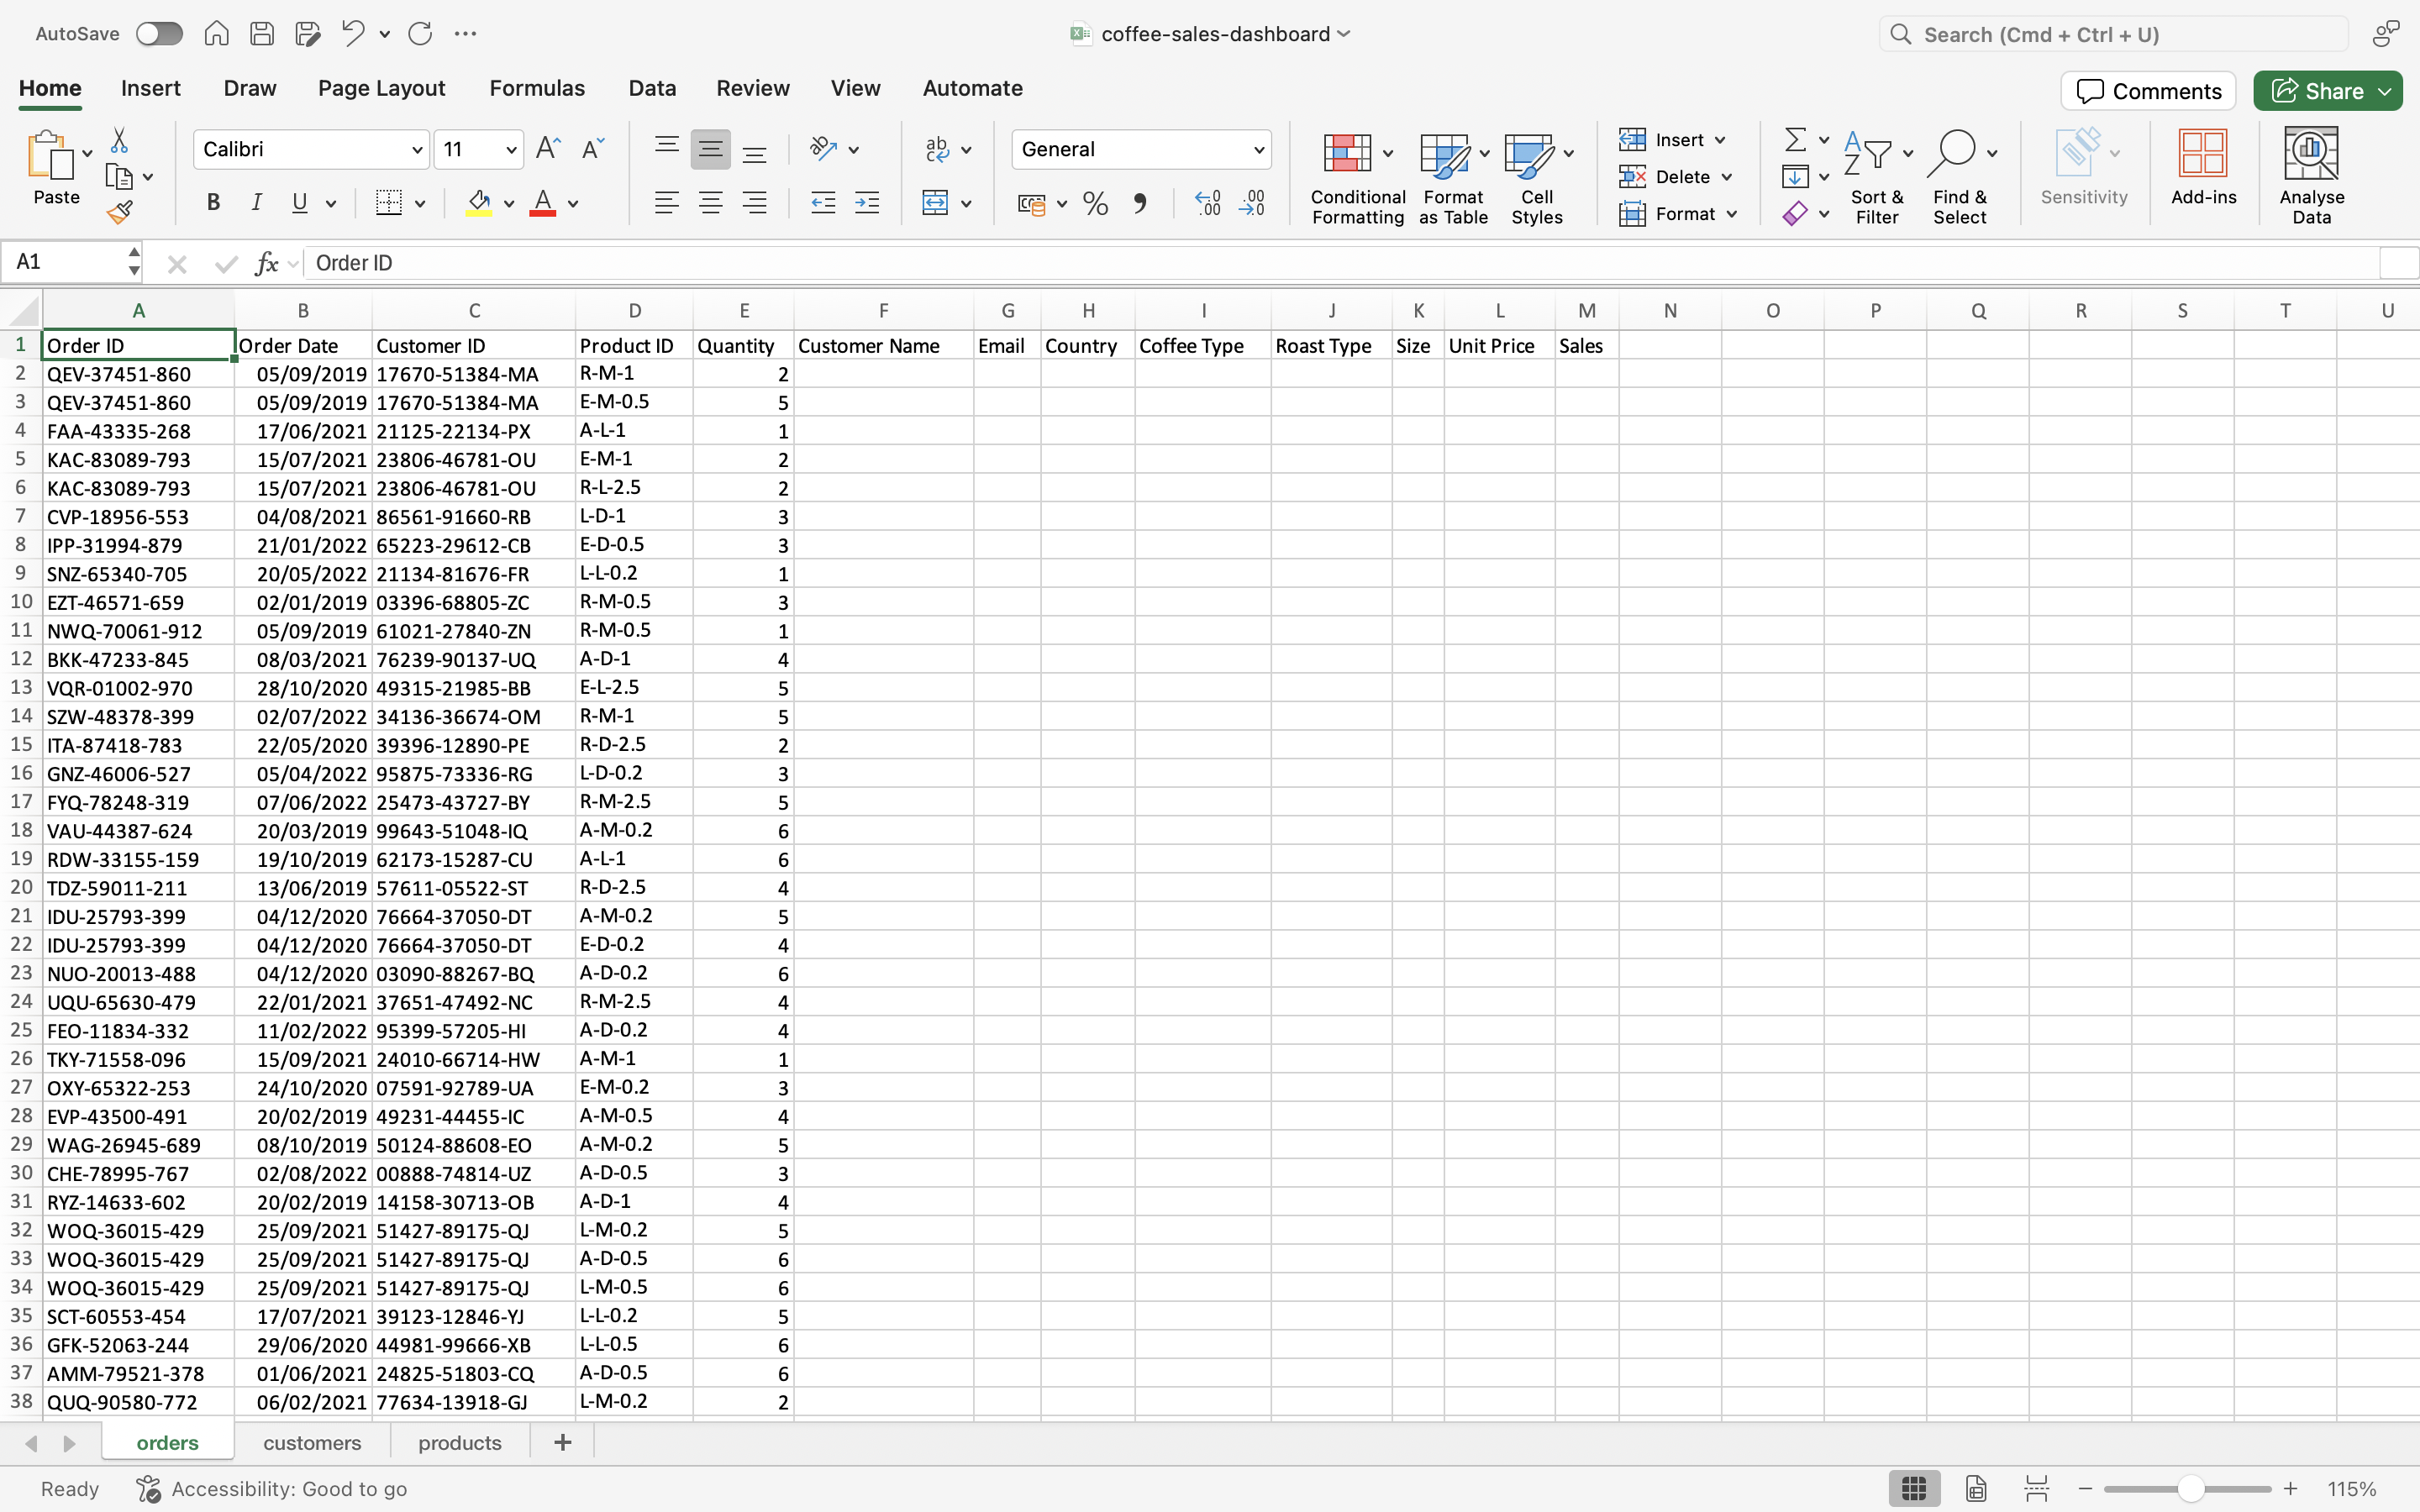 AutoSave
coffee-sales-dashboard
Search (Cmd + Ctrl + U)
Home Insert Draw Page Layout Formulas Data Review View Automate
Comments Share
Paste
Calibri 11
B I U
General
Conditional Formatting
Format as Table
Cell Styles
Insert
Delete
Format
Sort & Filter
Find & Select
Sensitivity
Add-ins
Analyse Data
A1 fx Order ID
A B C D E F G H I J K L M N O P Q R S T U
1 Order ID Order Date Customer ID Product ID Quantity Customer Name Email Country Coffee Type Roast Type Size Unit Price Sales
2 QEV-37451-860 05/09/2019 17670-51384-MA R-M-1 2
3 QEV-37451-860 05/09/2019 17670-51384-MA E-M-0.5 5
4 FAA-43335-268 17/06/2021 21125-22134-PX A-L-1 1
5 KAC-83089-793 15/07/2021 23806-46781-OU E-M-1 2
6 KAC-83089-793 15/07/2021 23806-46781-OU R-L-2.5 2
7 CVP-18956-553 04/08/2021 86561-91660-RB L-D-1 3
8 IPP-31994-879 21/01/2022 65223-29612-CB E-D-0.5 3
9 SNZ-65340-705 20/05/2022 21134-81676-FR L-L-0.2 1
10 EZT-46571-659 02/01/2019 03396-68805-ZC R-M-0.5 3
11 NWQ-70061-912 05/09/2019 61021-27840-ZN R-M-0.5 1
12 BKK-47233-845 08/03/2021 76239-90137-UQ A-D-1 4
13 VQR-01002-970 28/10/2020 49315-21985-BB E-L-2.5 5
14 SZW-48378-399 02/07/2022 34136-36674-OM R-M-1 5
15 ITA-87418-783 22/05/2020 39396-12890-PE R-D-2.5 2
16 GNZ-46006-527 05/04/2022 95875-73336-RG L-D-0.2 3
17 FYQ-78248-319 07/06/2022 25473-43727-BY R-M-2.5 5
18 VAU-44387-624 20/03/2019 99643-51048-IQ A-M-0.2 6
19 RDW-33155-159 19/10/2019 62173-15287-CU A-L-1 6
20 TDZ-59011-211 13/06/2019 57611-05522-ST R-D-2.5 4
21 IDU-25793-399 04/12/2020 76664-37050-DT A-M-0.2 5
22 IDU-25793-399 04/12/2020 76664-37050-DT E-D-0.2 4
23 NUO-20013-488 04/12/2020 03090-88267-BQ A-D-0.2 6
24 UQU-65630-479 22/01/2021 37651-47492-NC R-M-2.5 4
25 FEO-11834-332 11/02/2022 95399-57205-HI A-D-0.2 4
26 TKY-71558-096 15/09/2021 24010-66714-HW A-M-1 1
27 OXY-65322-253 24/10/2020 07591-92789-UA E-M-0.2 3
28 EVP-43500-491 20/02/2019 49231-44455-IC A-M-0.5 4
29 WAG-26945-689 08/10/2019 50124-88608-EO A-M-0.2 5
30 CHE-78995-767 02/08/2022 00888-74814-UZ A-D-0.5 3
31 RYZ-14633-602 20/02/2019 14158-30713-OB A-D-1 4
32 WOQ-36015-429 25/09/2021 51427-89175-QJ L-M-0.2 5
33 WOQ-36015-429 25/09/2021 51427-89175-QJ A-D-0.5 6
34 WOQ-36015-429 25/09/2021 51427-89175-QJ L-M-0.5 6
35 SCT-60553-454 17/07/2021 39123-12846-YJ L-L-0.2 5
36 GFK-52063-244 29/06/2020 44981-99666-XB L-L-0.5 6
37 AMM-79521-378 01/06/2021 24825-51803-CQ A-D-0.5 6
38 QUQ-90580-772 06/02/2021 77634-13918-GJ L-M-0.2 2
orders customers products
Ready Accessibility: Good to go 115%